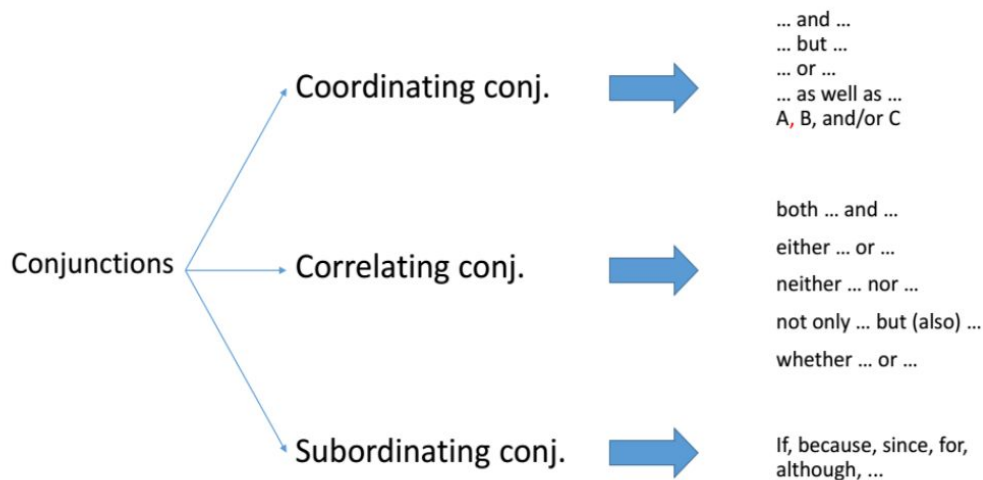 Conjunctions
Coordinating conj.
... and ...
... but ...
... or ...
... as well as ...
A, B, and/or C
Correlating conj.
both ... and ...
either ... or ...
neither ... nor ...
not only ... but (also) ...
whether ... or ...
Subordinating conj.
If, because, since, for,
although, ...